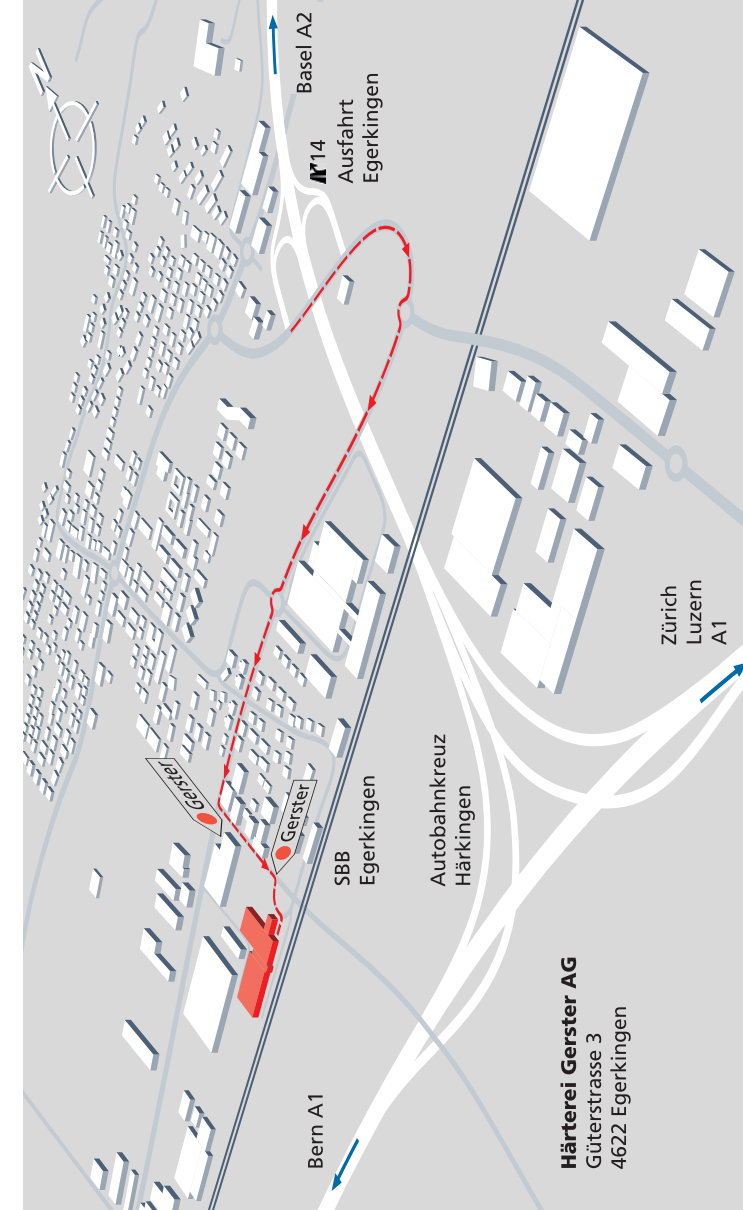 N
Basel A2
14
Ausfahrt
Egerkingen
Gerster
Gerster
SBB
Egerkingen
Autobahnkreuz
Härkingen
Zürich
Luzern
A1
Bern A1
Härterei Gerster AG
Güterstrasse 3
4622 Egerkingen